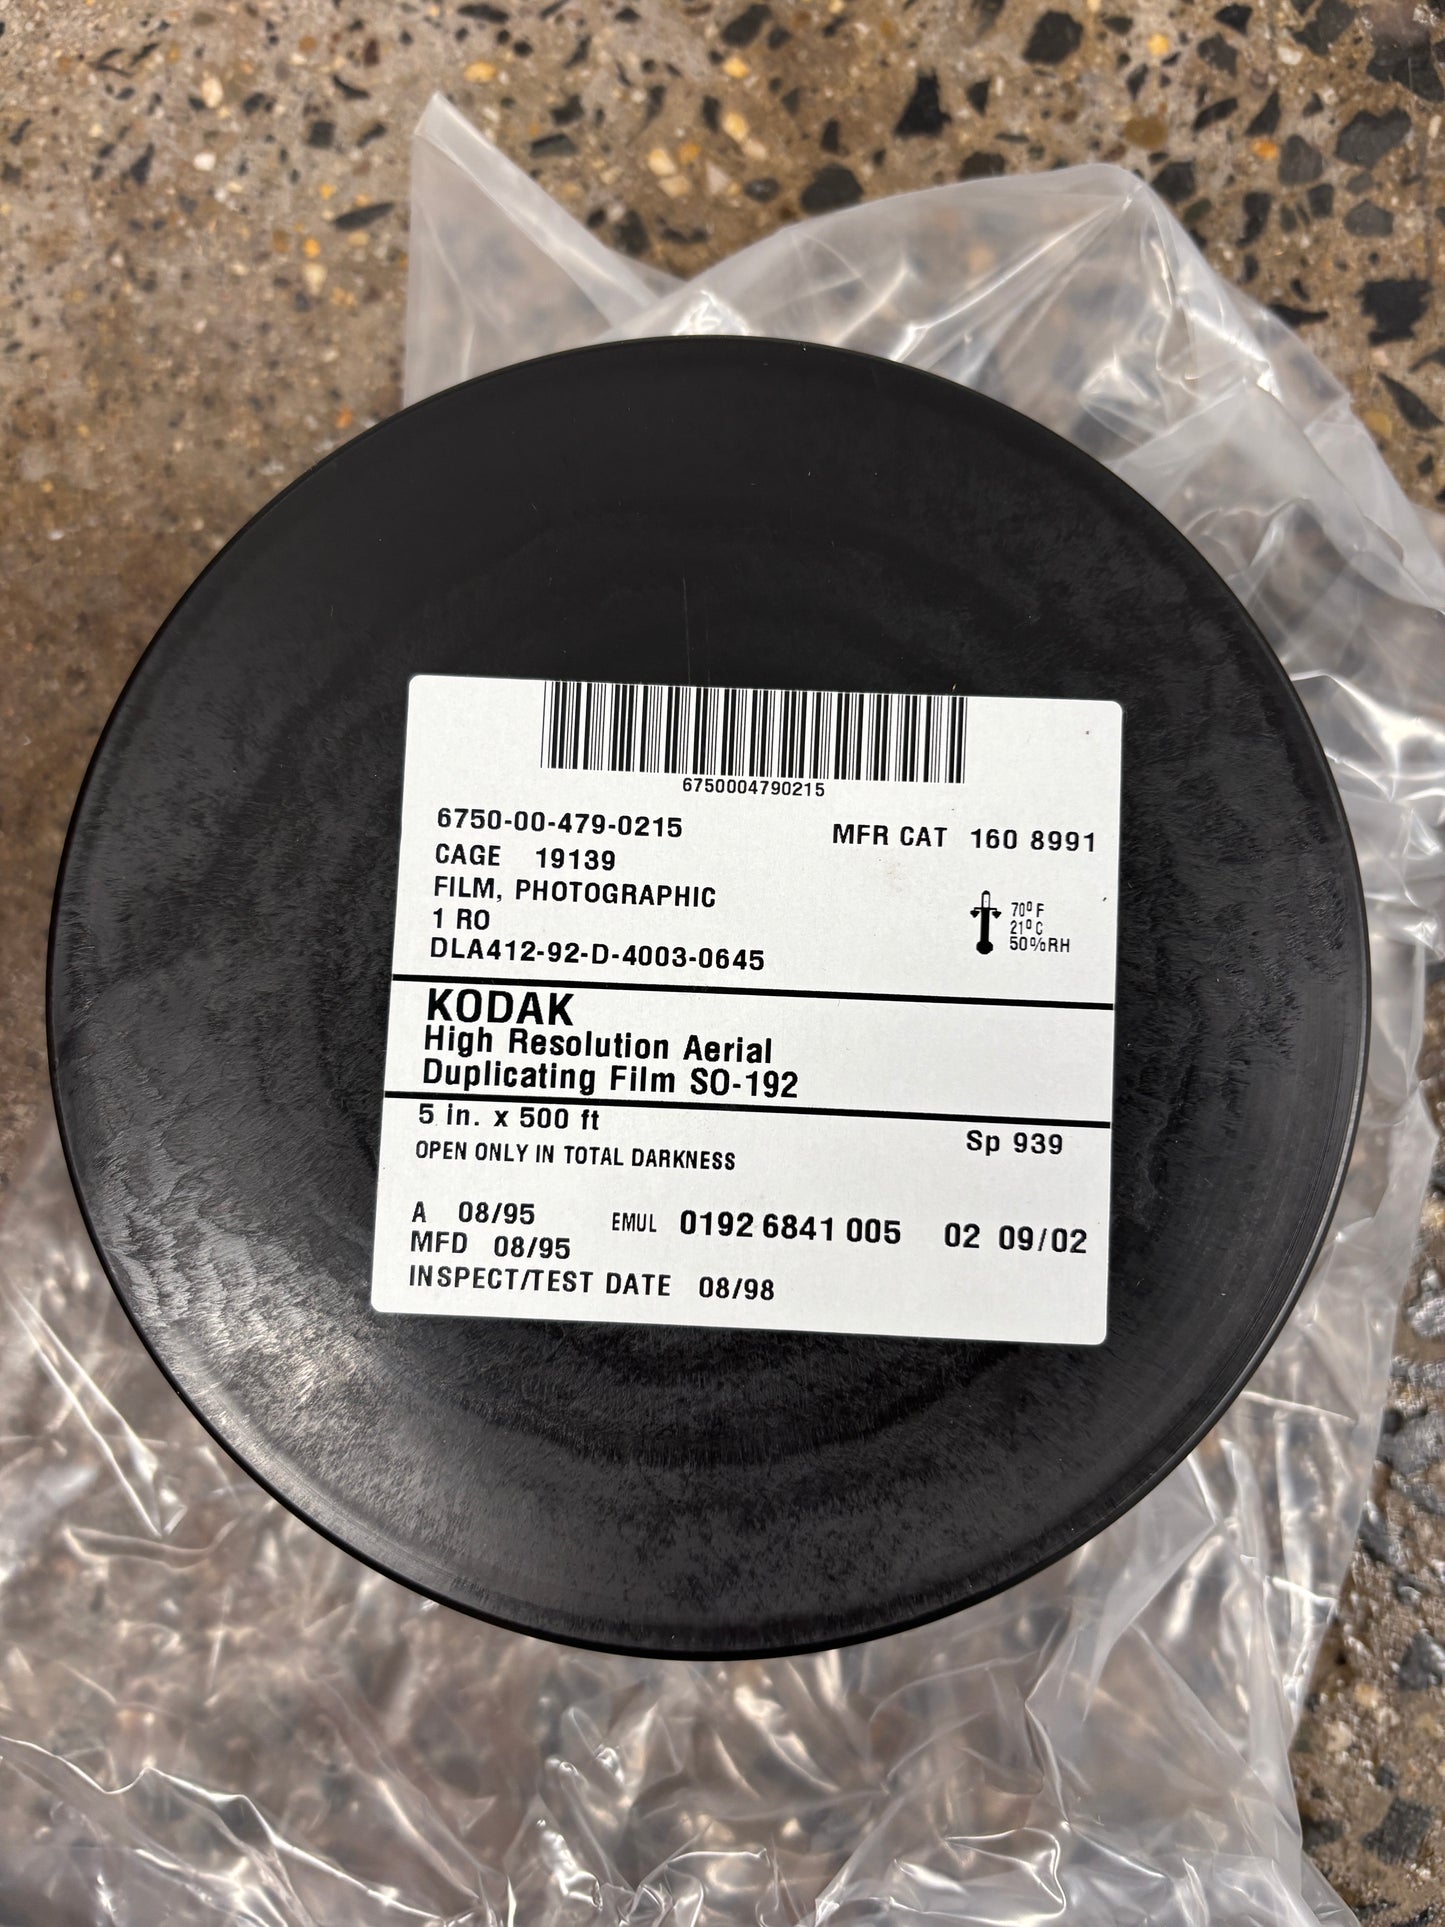 6750004790215
6750-00-479-0215
MFR CAT 160 8991
CAGE 19139
FILM, PHOTOGRAPHIC
1 RO
DLA412-92-D-4003-0645
70º F
21º C
50%RH
KODAK
High Resolution Aerial
Duplicating Film SO-192
5 in. x 500 ft
Sp 939
OPEN ONLY IN TOTAL DARKNESS
A 08/95
EMUL 0192 6841 005 02 09/02
MFD 08/95
INSPECT/TEST DATE 08/98